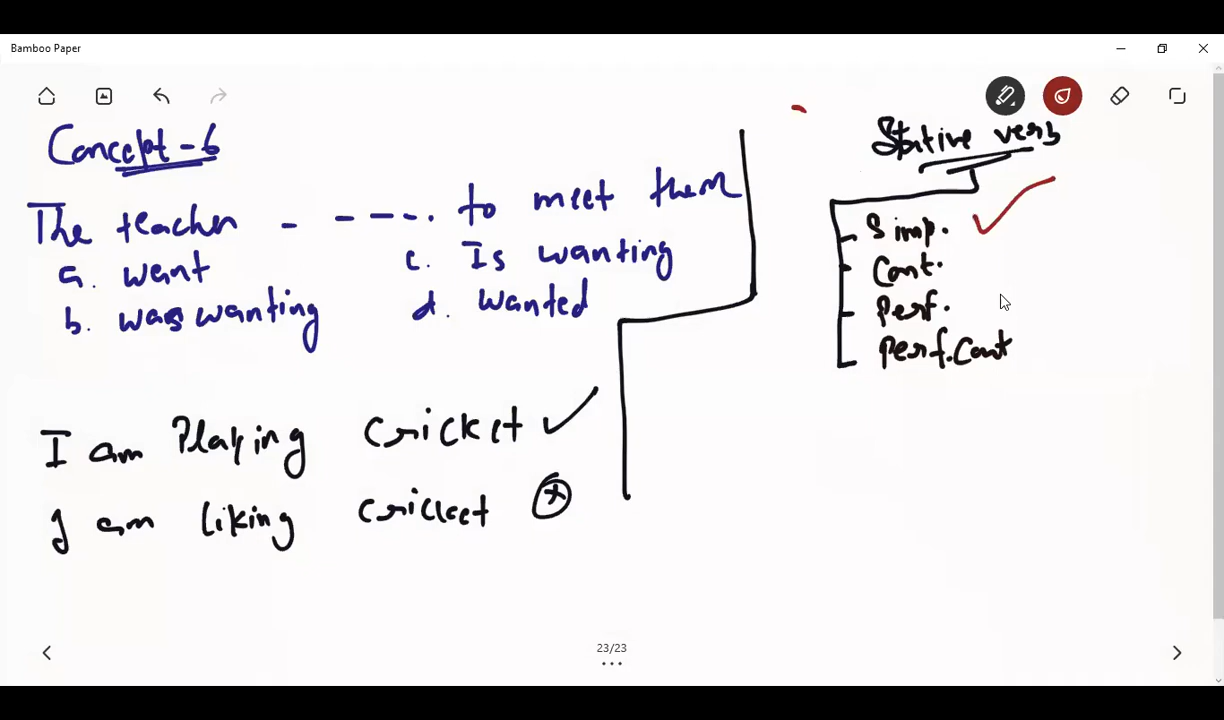 Bamboo Paper
Concept - 6
The teacher - - - - - . to meet them
a. want
c. Is wanting
b. was wanting
d. wanted
I am Playing cricket ✓
I am liking cricket
Stative verb
Simp. ✓
Cont.
Perf.
Perf. Cont
23/23